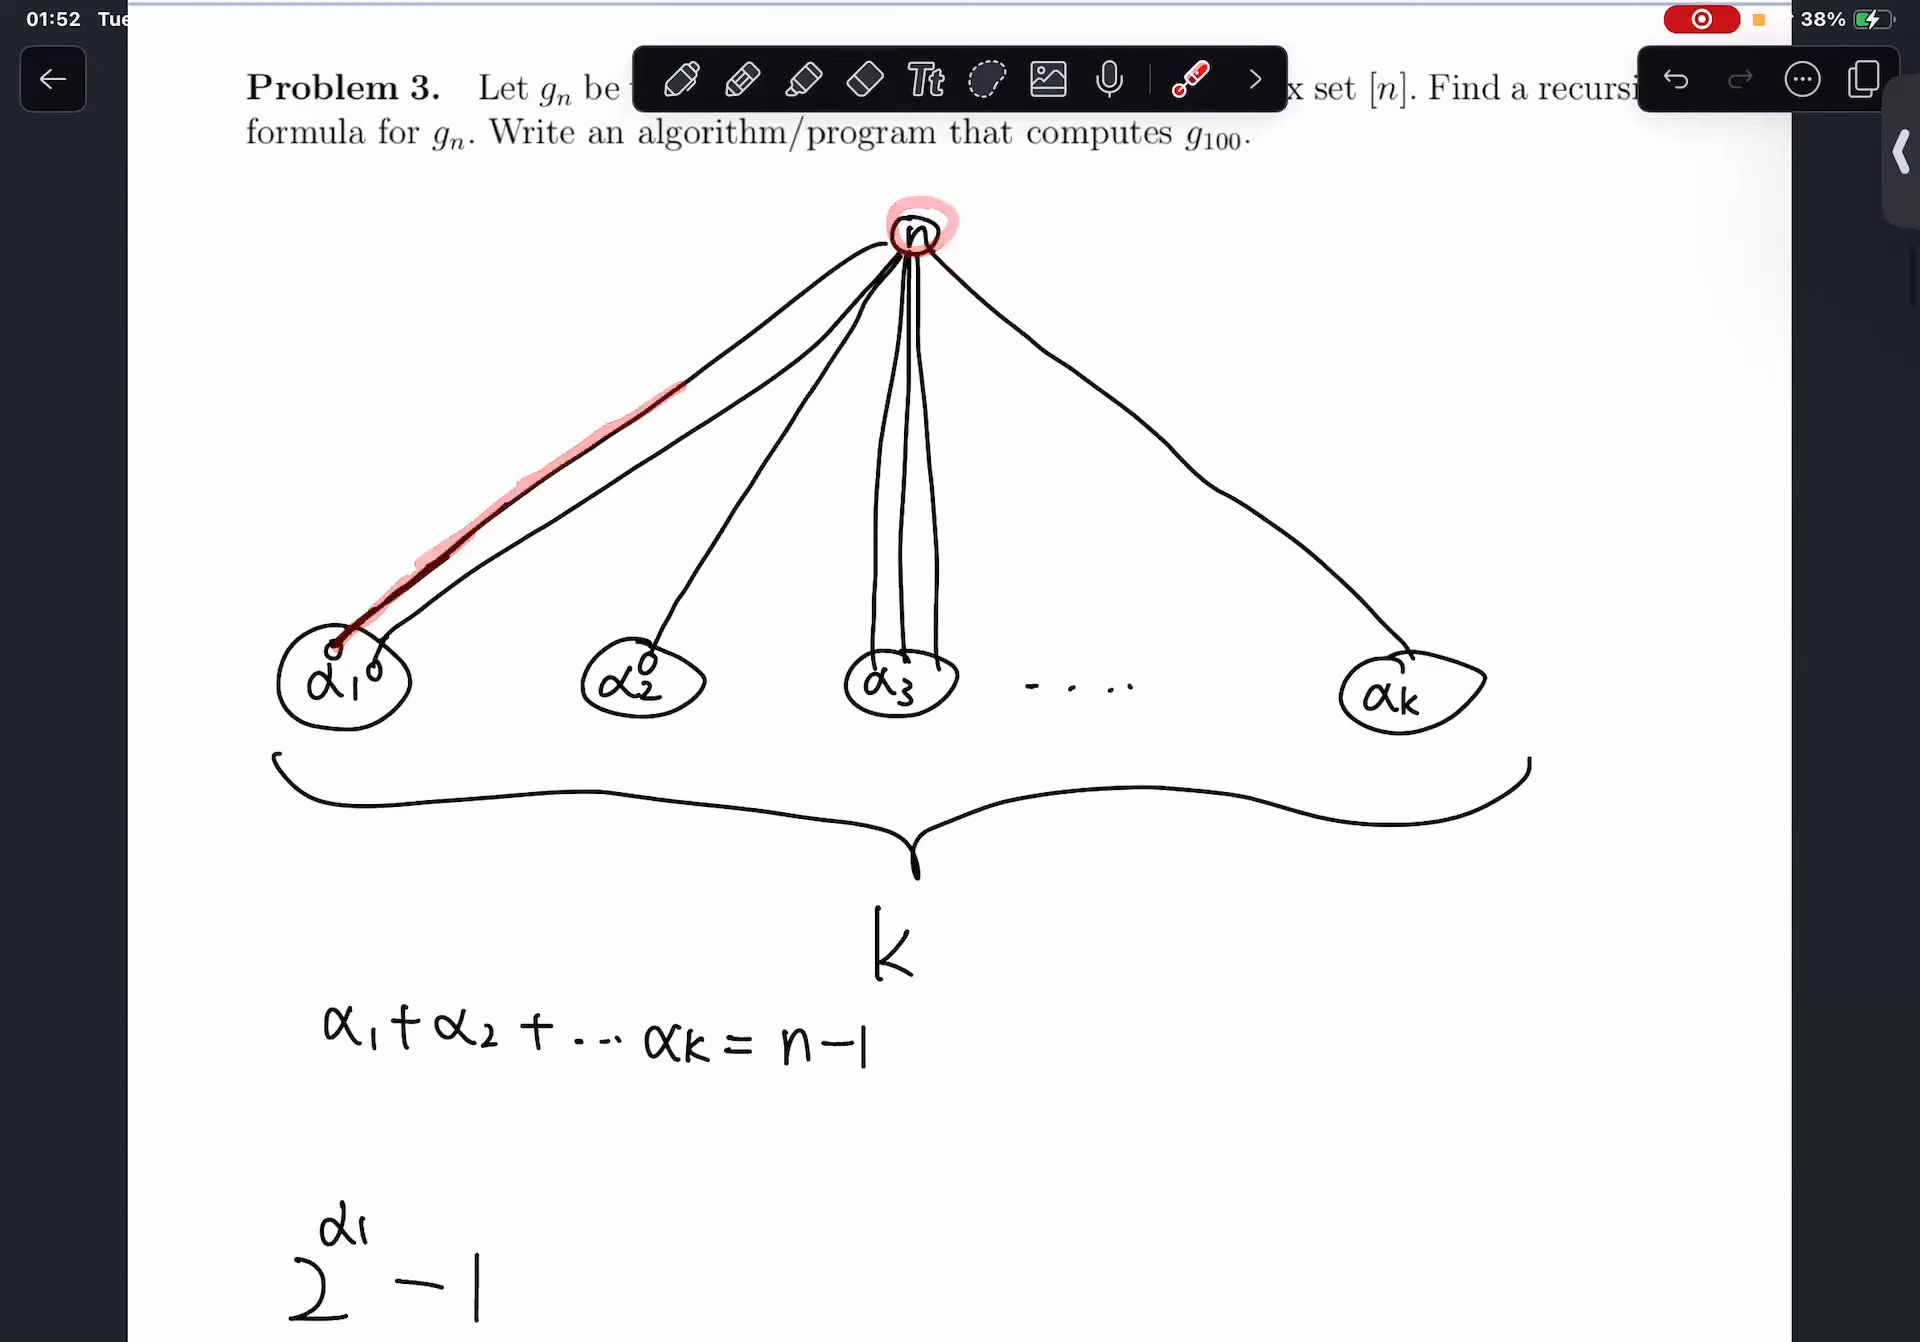 01:52 Tue
38%
Tt
Problem 3. Let gₙ be x set [n]. Find a recursi
formula for gₙ. Write an algorithm/program that computes g₁₀₀.
n
α₁ α₂ α₃ ..... αk
k
α₁+α₂+... αk = n-1
2^α₁ - 1